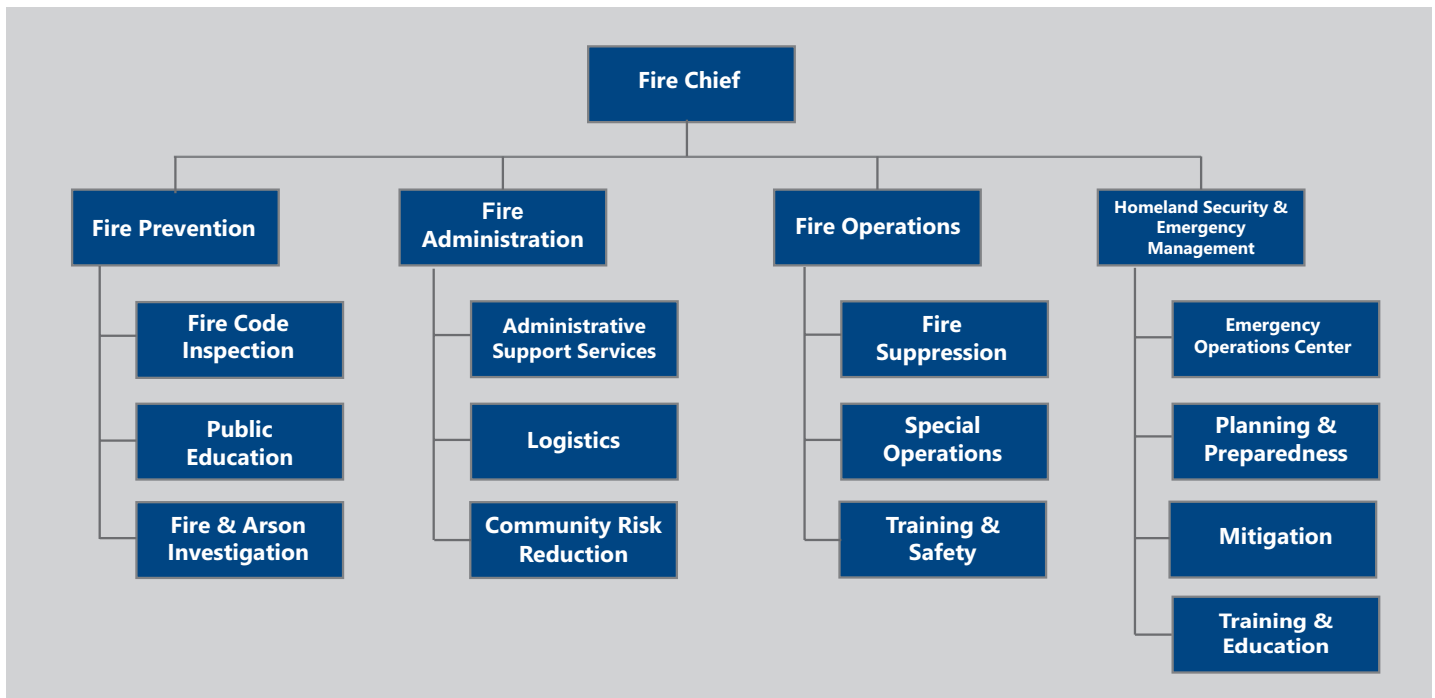 Fire Chief
Fire Prevention
Fire
Administration
Fire Operations
Homeland Security &
Emergency
Management
Fire Code
Inspection
Public
Education
Fire & Arson
Investigation
Administrative
Support Services
Logistics
Community Risk
Reduction
Fire
Suppression
Special
Operations
Training &
Safety
Emergency
Operations Center
Planning &
Preparedness
Mitigation
Training &
Education